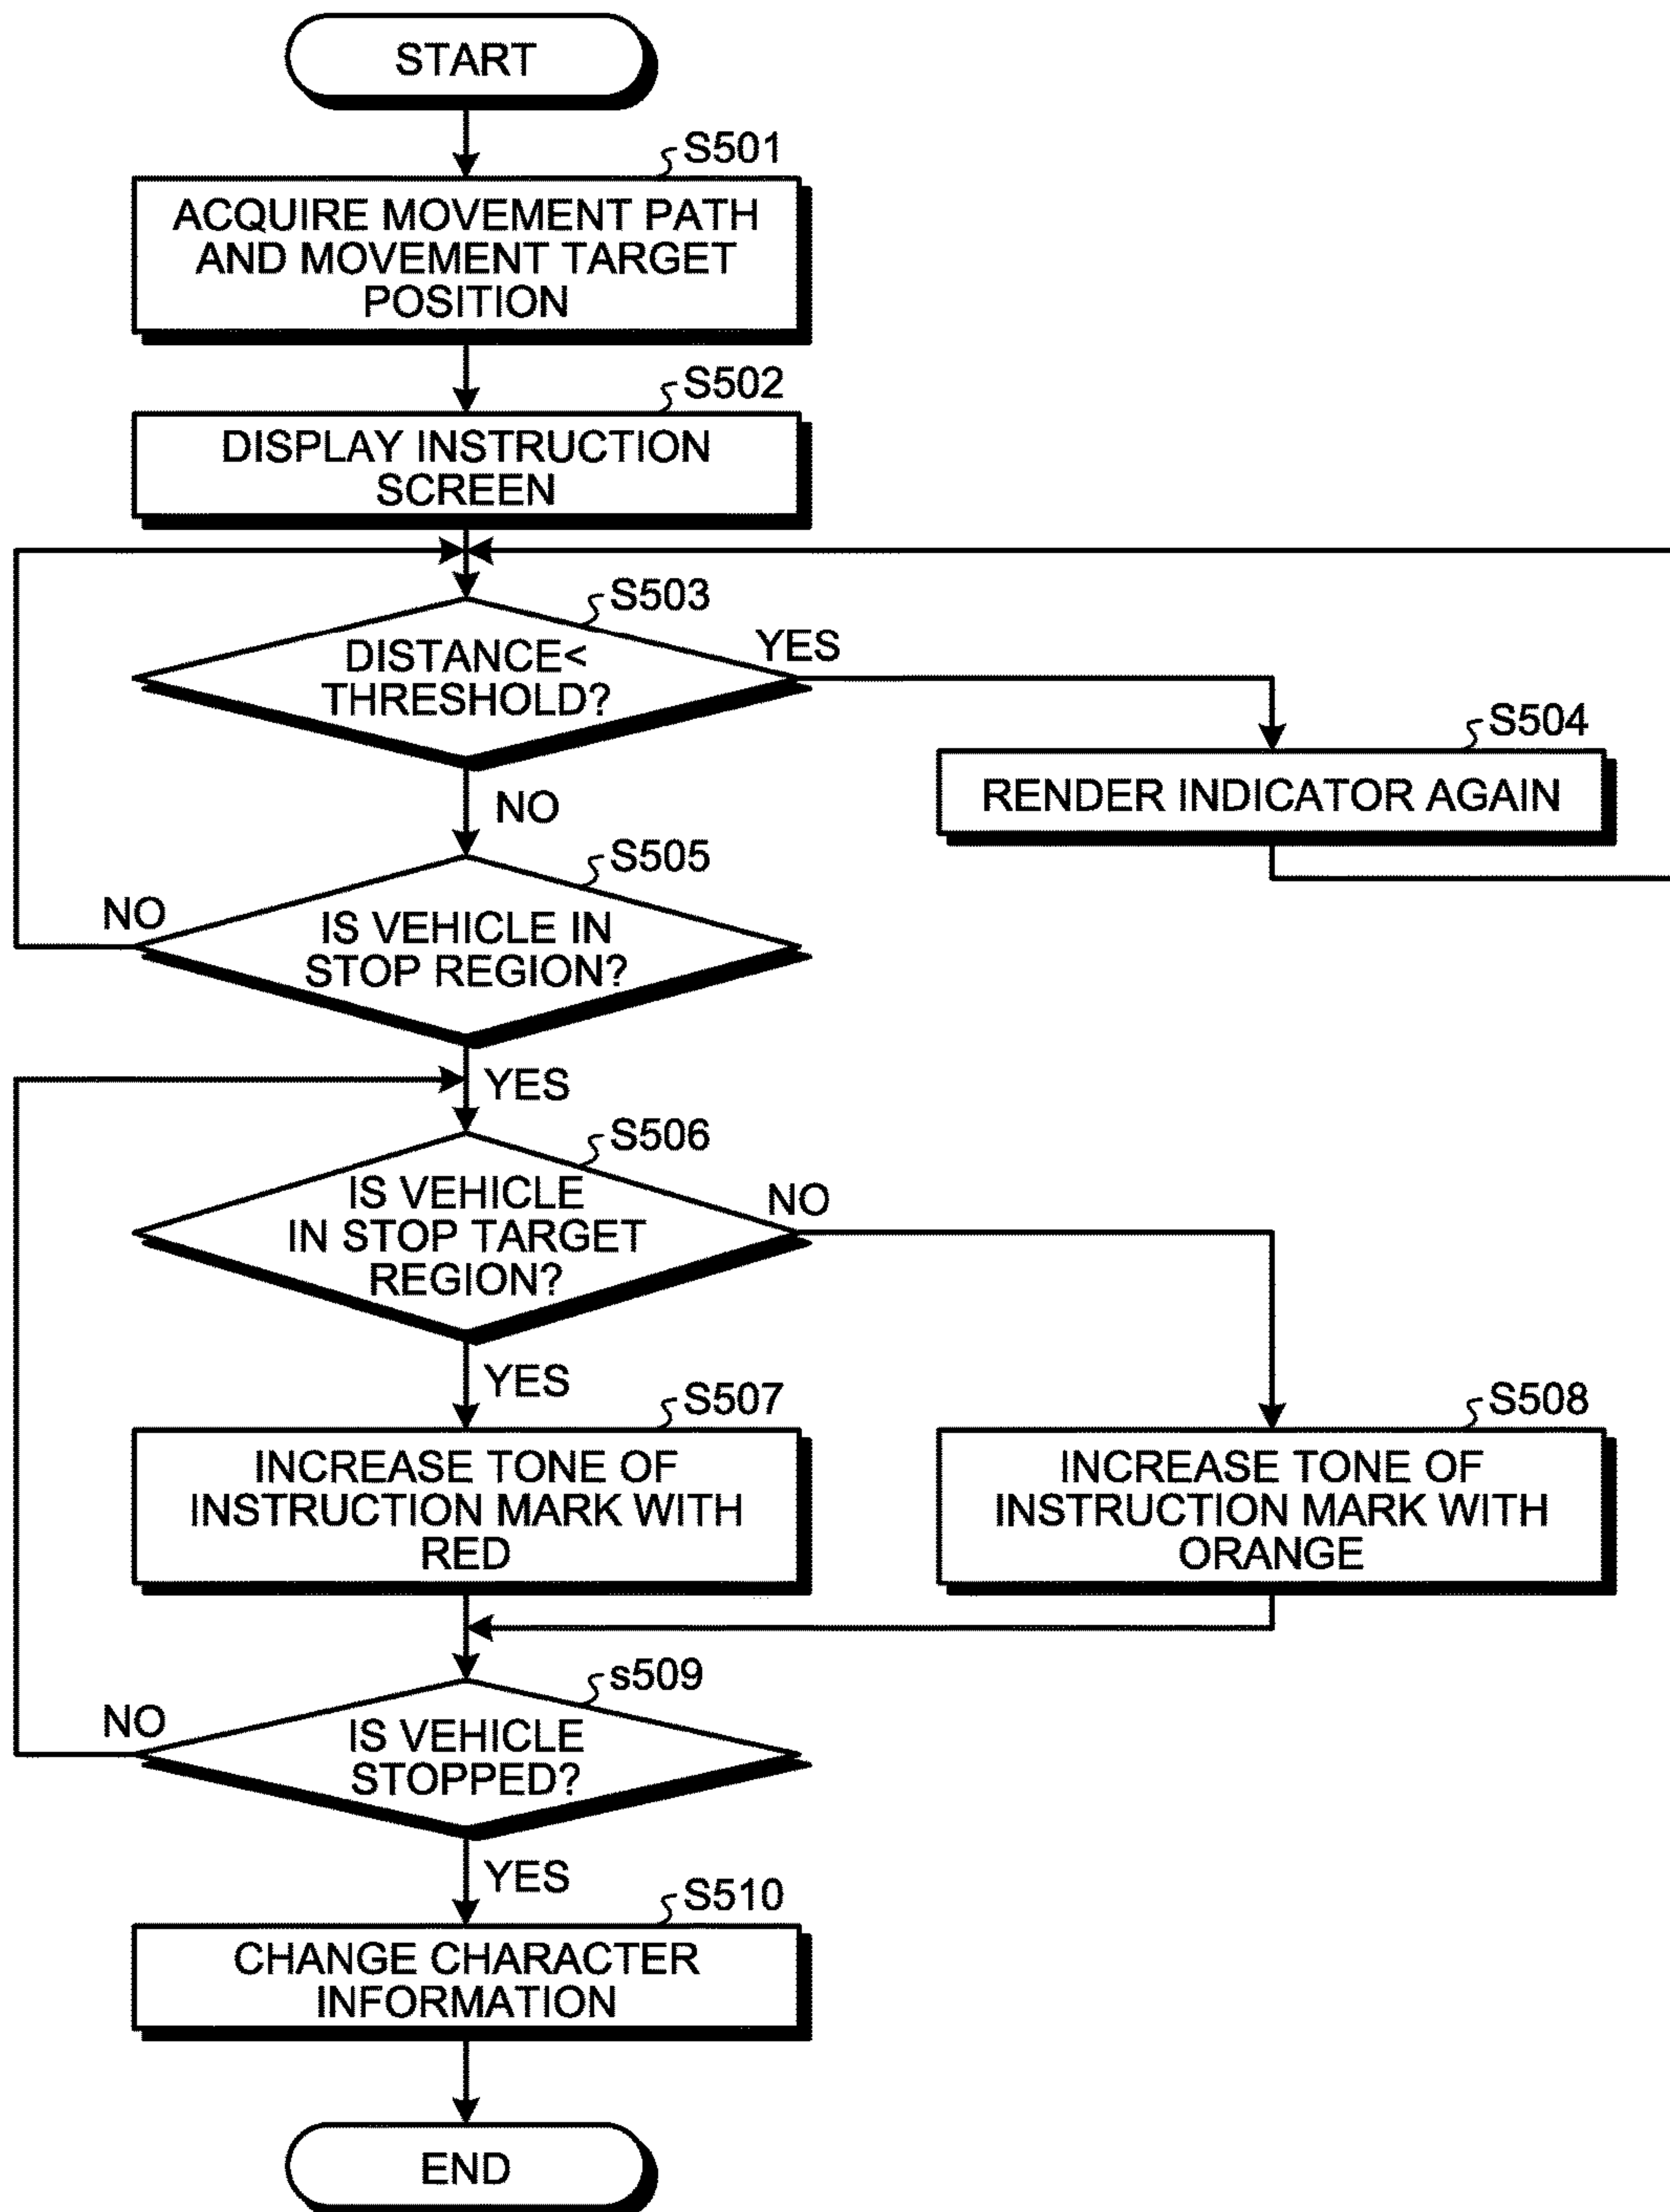 START
S501
ACQUIRE MOVEMENT PATH
AND MOVEMENT TARGET
POSITION
S502
DISPLAY INSTRUCTION
SCREEN
S503
DISTANCE<
THRESHOLD?
YES
S504
RENDER INDICATOR AGAIN
NO
S505
NO
IS VEHICLE IN
STOP REGION?
YES
S506
IS VEHICLE
IN STOP TARGET
REGION?
NO
YES
S507
INCREASE TONE OF
INSTRUCTION MARK WITH
RED
S508
INCREASE TONE OF
INSTRUCTION MARK WITH
ORANGE
s509
NO
IS VEHICLE
STOPPED?
YES
S510
CHANGE CHARACTER
INFORMATION
END